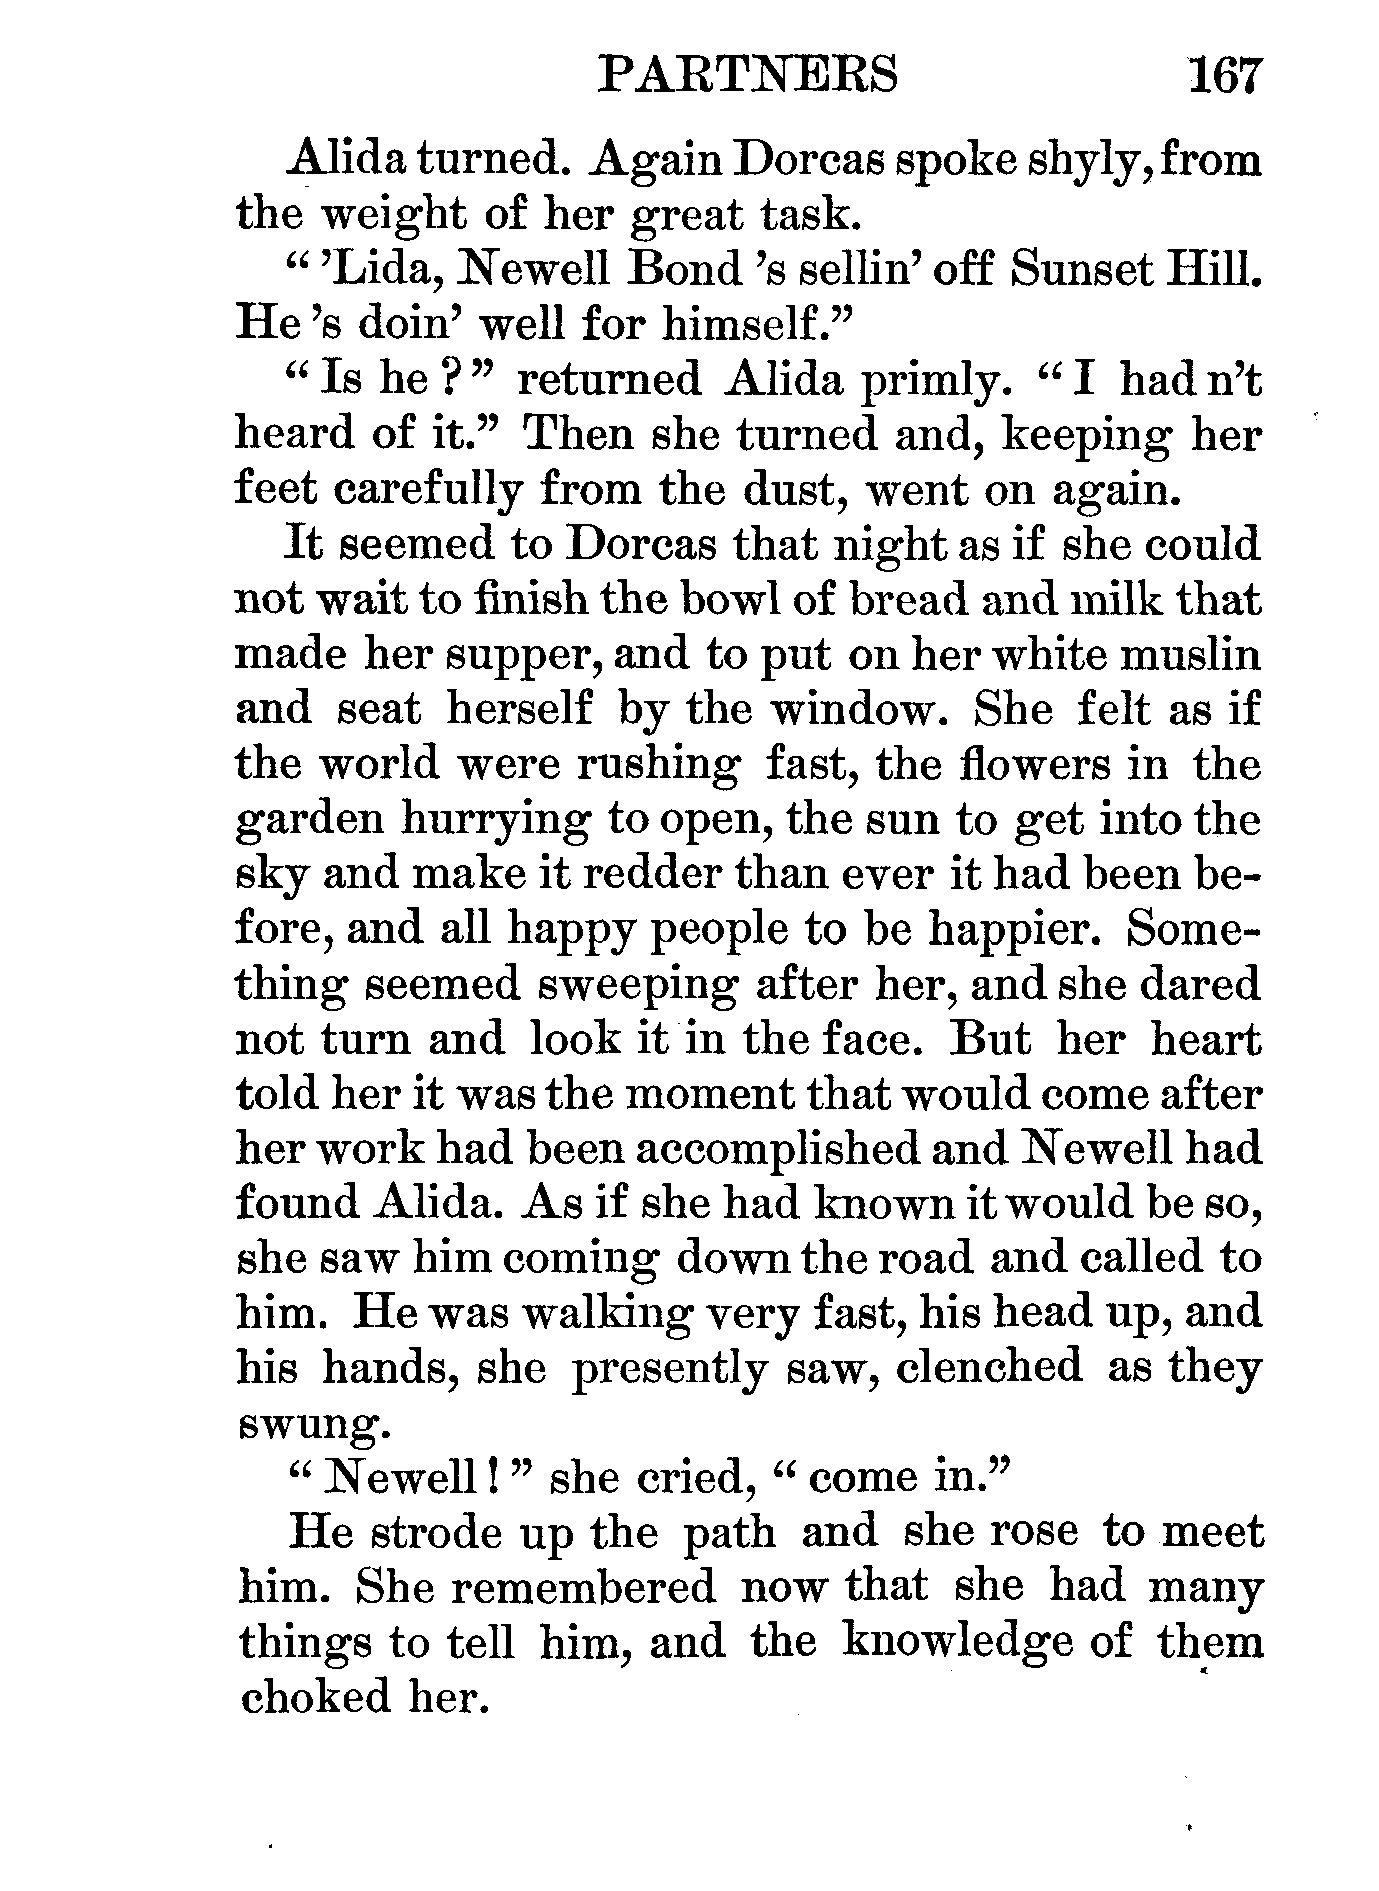 PARTNERS 167
Alida turned. Again Dorcas spoke shyly, from
the weight of her great task.
“ ’Lida, Newell Bond ’s sellin’ off Sunset Hill.
He ’s doin’ well for himself.”
“ Is he ? ” returned Alida primly. “ I had n’t
heard of it.” Then she turned and, keeping her
feet carefully from the dust, went on again.
It seemed to Dorcas that night as if she could
not wait to finish the bowl of bread and milk that
made her supper, and to put on her white muslin
and seat herself by the window. She felt as if
the world were rushing fast, the flowers in the
garden hurrying to open, the sun to get into the
sky and make it redder than ever it had been be-
fore, and all happy people to be happier. Some-
thing seemed sweeping after her, and she dared
not turn and look it in the face. But her heart
told her it was the moment that would come after
her work had been accomplished and Newell had
found Alida. As if she had known it would be so,
she saw him coming down the road and called to
him. He was walking very fast, his head up, and
his hands, she presently saw, clenched as they
swung.
“ Newell ! ” she cried, “ come in.”
He strode up the path and she rose to meet
him. She remembered now that she had many
things to tell him, and the knowledge of them
choked her.